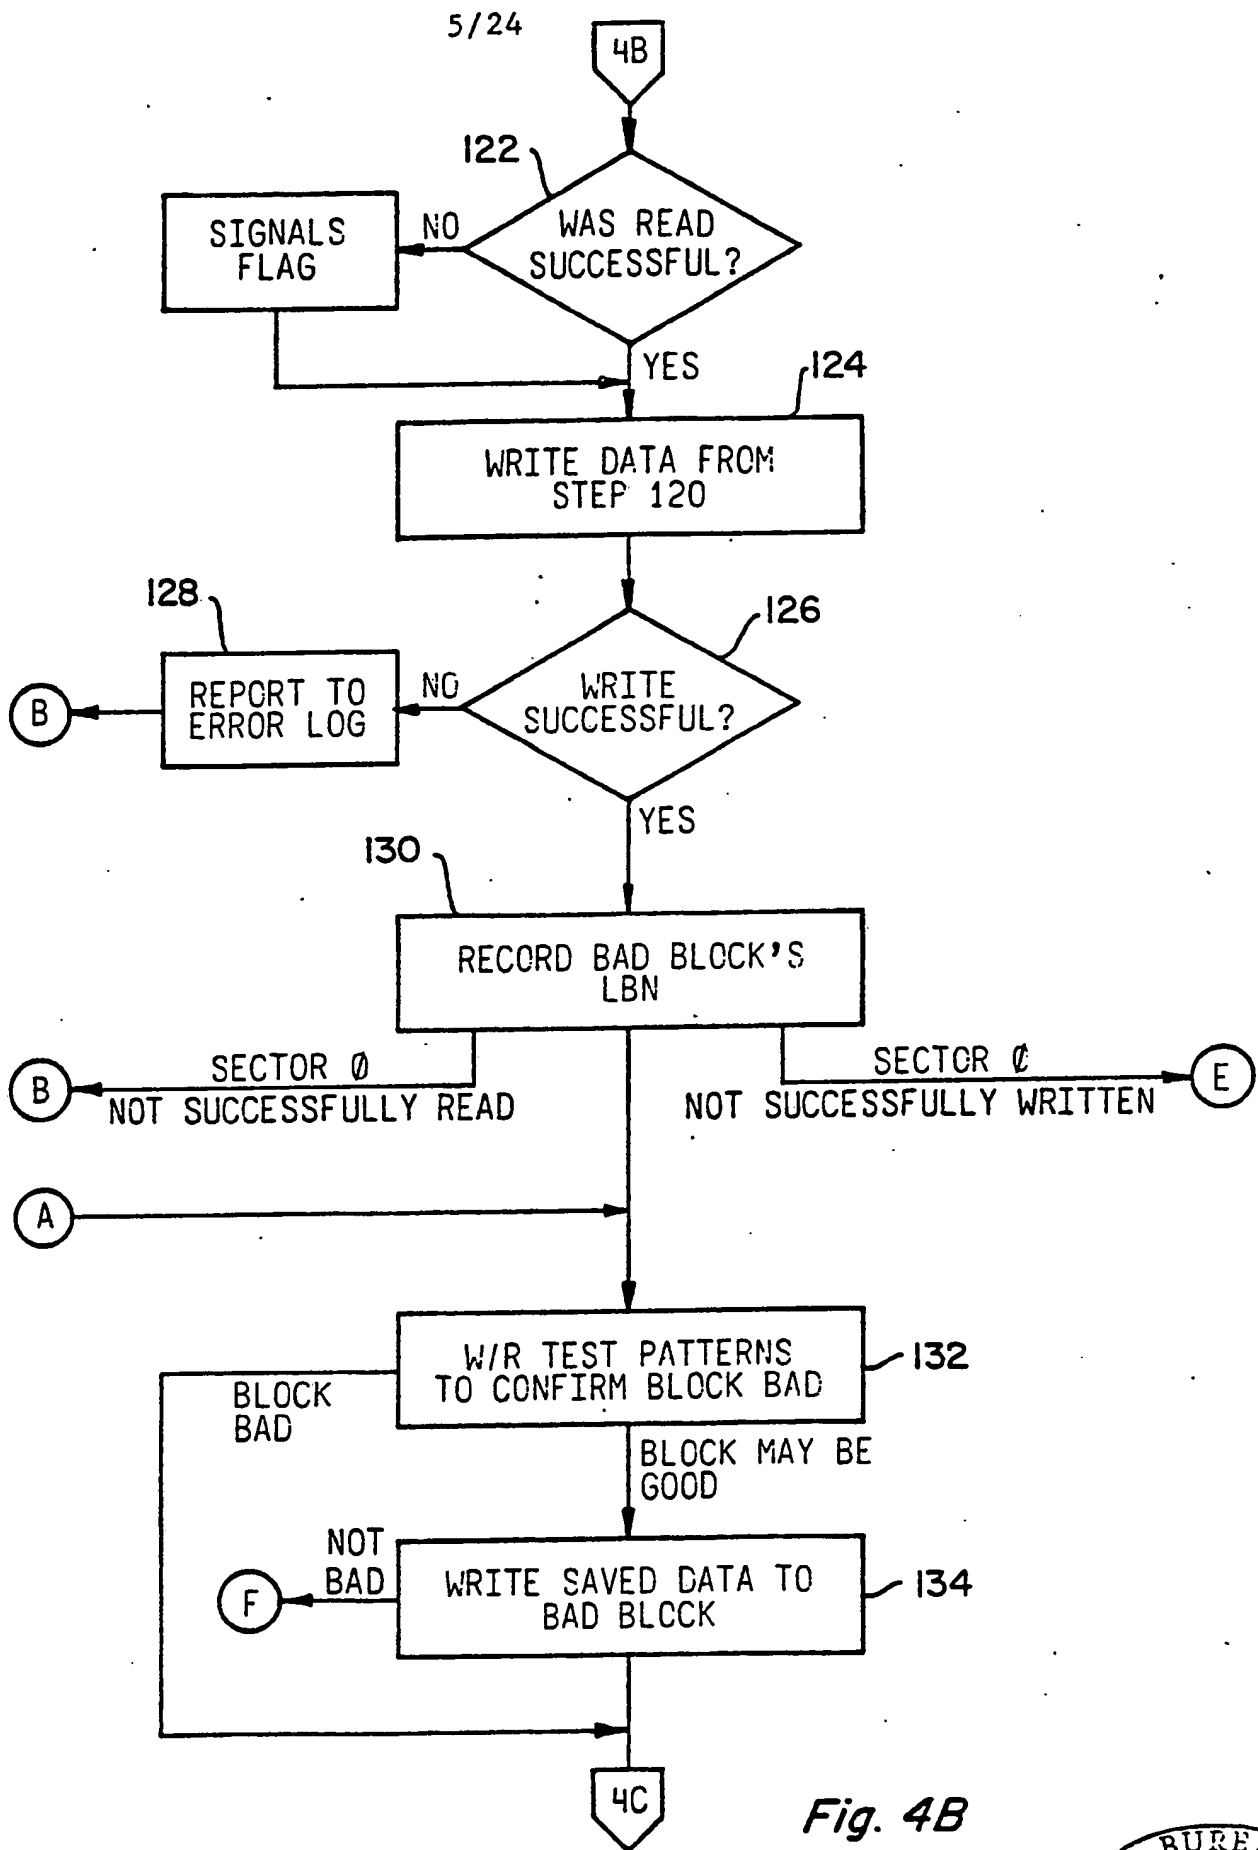 5/24
4B
122
WAS READ
SUCCESSFUL?
NO
SIGNALS
FLAG
YES
124
WRITE DATA FROM
STEP 120
128
126
WRITE
SUCCESSFUL?
NO
REPORT TO
ERROR LOG
B
YES
130
RECORD BAD BLOCK'S
LBN
B
SECTOR 0
NOT SUCCESSFULLY READ
SECTOR 0
NOT SUCCESSFULLY WRITTEN
E
A
W/R TEST PATTERNS
TO CONFIRM BLOCK BAD
132
BLOCK
BAD
BLOCK MAY BE
GOOD
NOT
BAD
F
WRITE SAVED DATA TO
BAD BLOCK
134
4C
Fig. 4B
BURE